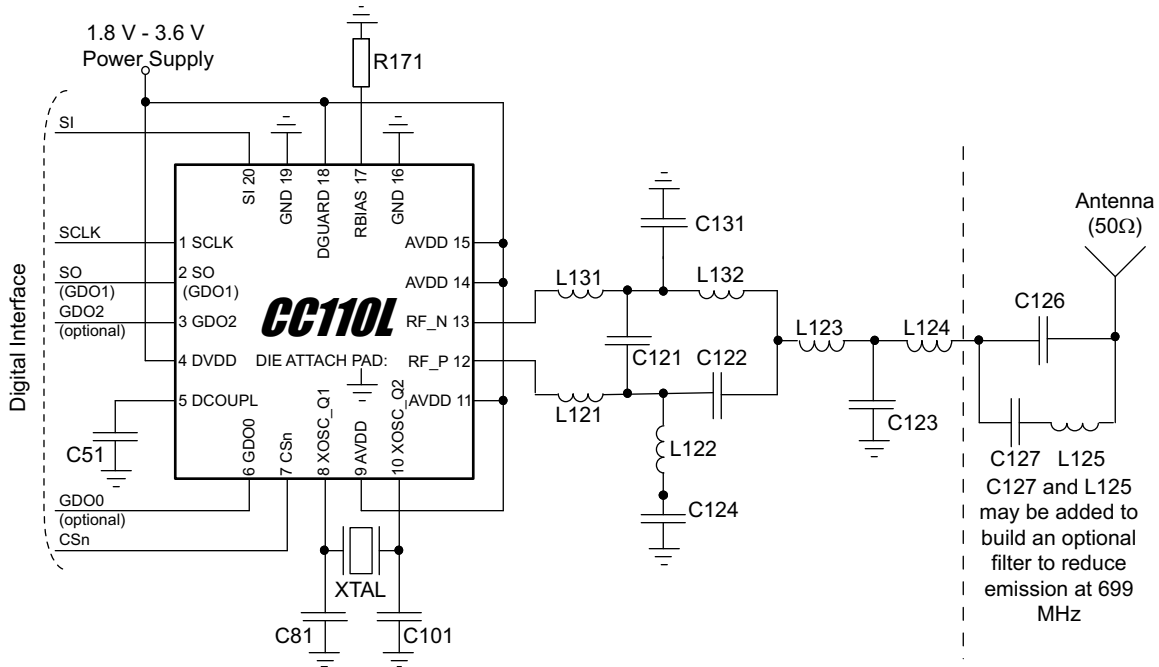 1.8 V - 3.6 V
Power Supply
R171
SI
SI 20
GND 19
DGUARD 18
RBIAS 17
GND 16
Digital Interface
SCLK
1 SCLK
SO
(GDO1)
2 SO
(GDO1)
GDO2
(optional)
3 GDO2
4 DVDD
5 DCOUPL
CC110L
DIE ATTACH PAD:
AVDD 15
AVDD 14
RF_N 13
RF_P 12
AVDD 11
6 GDO0
7 CSn
8 XOSC_Q1
9 AVDD
10 XOSC_Q2
C51
GDO0
(optional)
CSn
XTAL
C81
C101
C131
L131
L132
C121
C122
L121
L122
C124
L123
L124
C123
Antenna
(50Ω)
C126
C127
L125
C127 and L125
may be added to
build an optional
filter to reduce
emission at 699
MHz